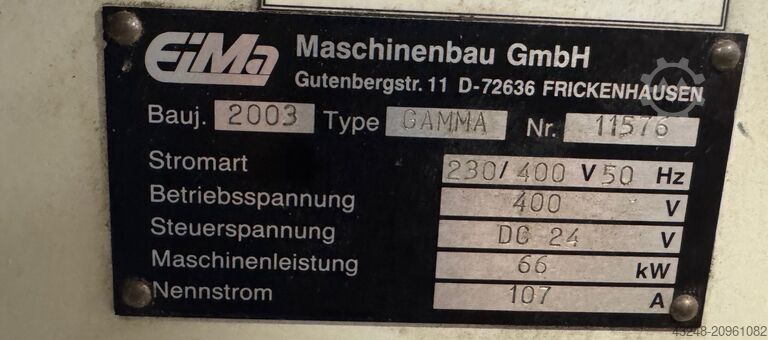 EiMa Maschinenbau GmbH
Gutenbergstr. 11 D-72636 FRICKENHAUSEN
Bauj. 2003 Type GAMMA Nr. 11576
Stromart 230/400 V 50 Hz
Betriebsspannung 400 V
Steuerspannung DC 24 V
Maschinenleistung 66 kW
Nennstrom 107 A
43248-20961082